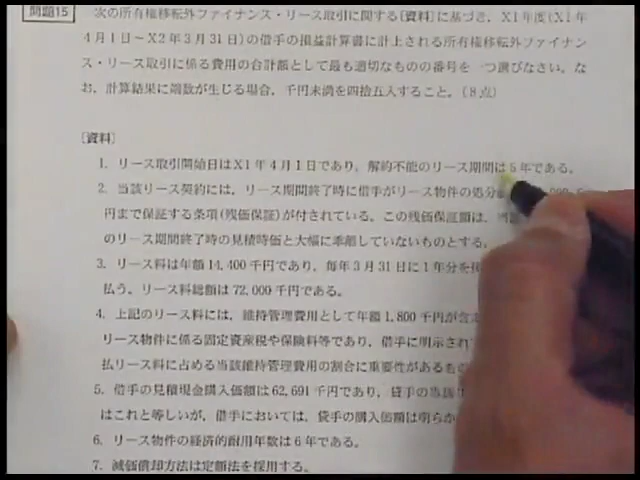 問題15 次の所有権移転外ファイナンス・リース取引に関する〔資料〕に基づき，X1年度(X1年
4月1日～X2年3月31日)の借手の損益計算書に計上される所有権移転外ファイナン
ス・リース取引に係る費用の合計額として最も適切なものの番号を一つ選びなさい。な
お，計算結果に端数が生じる場合，千円未満を四捨五入すること。(8点)
〔資料〕
1．リース取引開始日はX1年4月1日であり，解約不能のリース期間は5年である。
2．当該リース契約には，リース期間終了時に借手がリース物件の処分
円まで保証する条項(残価保証)が付されている。この残価保証額は，当
のリース期間終了時の見積時価と大幅に乖離していないものとする。
3．リース料は年額14,400千円であり，毎年3月31日に1年分を
払う。リース料総額は72,000千円である。
4．上記のリース料には，維持管理費用として年額1,800千円が含
リース物件に係る固定資産税や保険料等であり，借手に明示され
払リース料に占める当該維持管理費用の割合に重要性があるも
5．借手の見積現金購入価額は62,691千円であり，貸手の当該
はこれと等しいが，借手においては，貸手の購入価額は明らか
6．リース物件の経済的耐用年数は6年である。
7．減価償却方法は定額法を採用する。